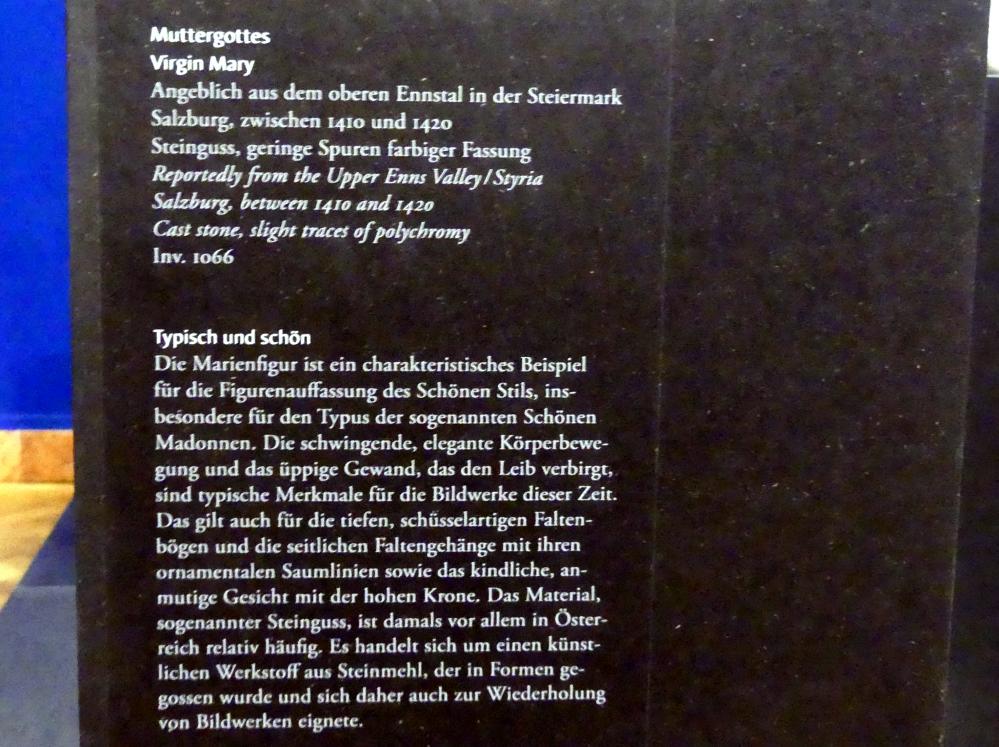 Muttergottes
Virgin Mary
Angeblich aus dem oberen Ennstal in der Steiermark
Salzburg, zwischen 1410 und 1420
Steinguss, geringe Spuren farbiger Fassung
Reportedly from the Upper Enns Valley/Styria
Salzburg, between 1410 and 1420
Cast stone, slight traces of polychromy
Inv. 1066
Typisch und schön
Die Marienfigur ist ein charakteristisches Beispiel
für die Figurenauffassung des Schönen Stils, ins-
besondere für den Typus der sogenannten Schönen
Madonnen. Die schwingende, elegante Körperbewe-
gung und das üppige Gewand, das den Leib verbirgt,
sind typische Merkmale für die Bildwerke dieser Zeit.
Das gilt auch für die tiefen, schüsselartigen Falten-
bögen und die seitlichen Faltengehänge mit ihren
ornamentalen Saumlinien sowie das kindliche, an-
mutige Gesicht mit der hohen Krone. Das Material,
sogenannter Steinguss, ist damals vor allem in Öster-
reich relativ häufig. Es handelt sich um einen künst-
lichen Werkstoff aus Steinmehl, der in Formen ge-
gossen wurde und sich daher auch zur Wiederholung
von Bildwerken eignete.